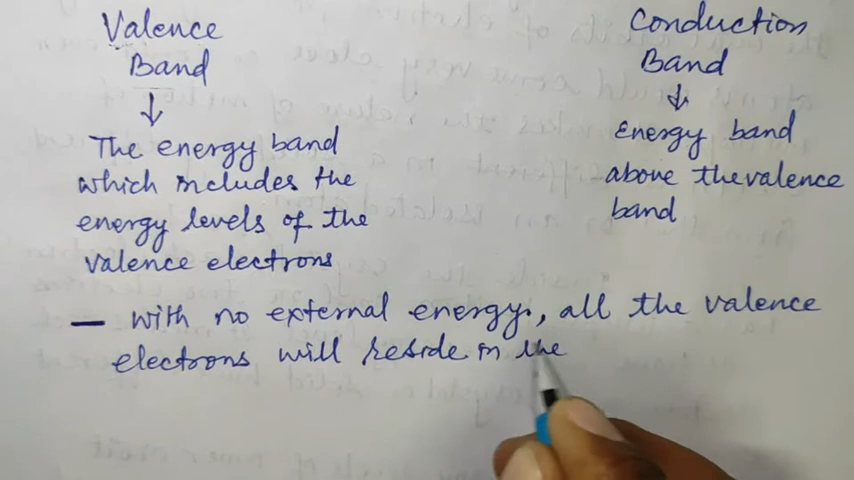 Valence
Band
↓
The energy band
which includes the
energy levels of the
valence electrons
Conduction
Band
↓
Energy band
above the valence
band
— with no external energy, all the valence
electrons will reside in the